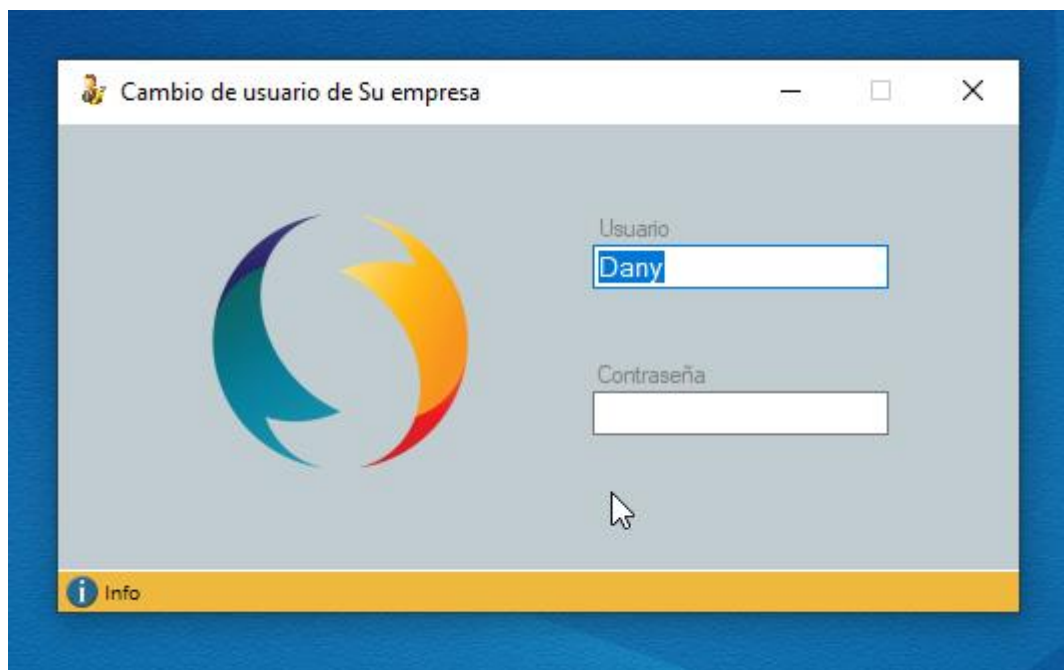 Cambio de usuario de Su empresa
Usuario
Dany
Contraseña
Info